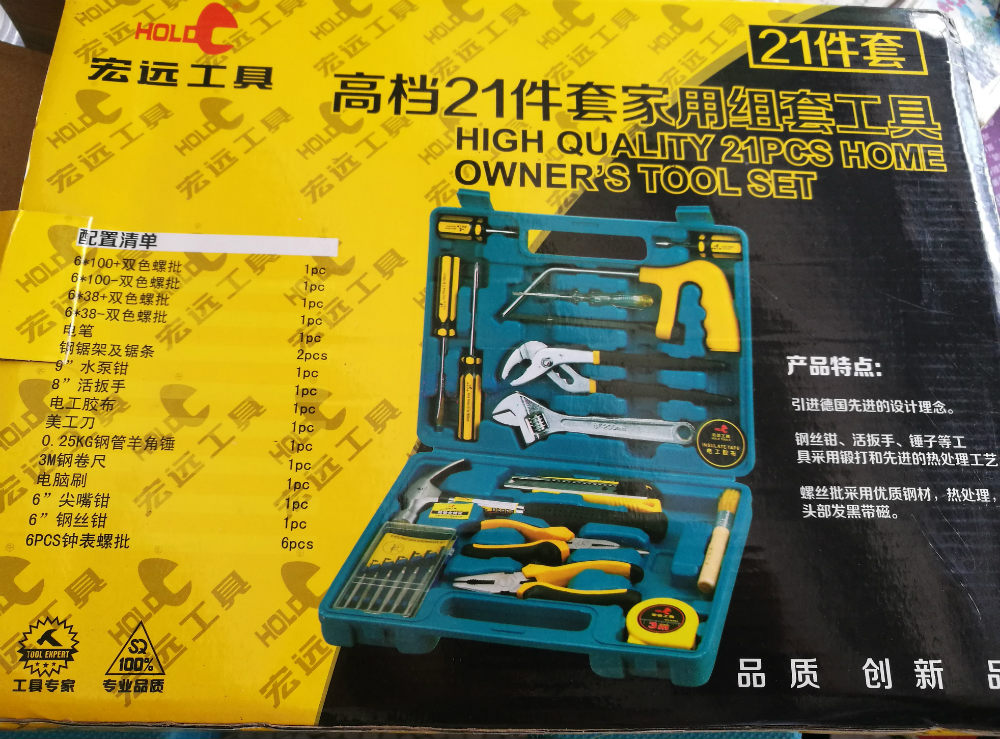 HOLD
宏远工具
21件套
高档21件套家用组套工具
HIGH QUALITY 21PCS HOME
OWNER'S TOOL SET
配置清单
6*100+双色螺批 1pc
6*100-双色螺批 1pc
6*38+双色螺批 1pc
6*38-双色螺批 1pc
电笔 1pc
钢锯架及锯条 2pcs
9”水泵钳 1pc
8”活扳手 1pc
电工胶布 1pc
美工刀 1pc
0.25KG钢管羊角锤 1pc
3M钢卷尺 1pc
电脑刷 1pc
6”尖嘴钳 1pc
6”钢丝钳 1pc
6PCS钟表螺批 6pcs
INSULATE TAPE
电工胶布
3m
产品特点:
引进德国先进的设计理念。
钢丝钳、活扳手、锤子等工
具采用锻打和先进的热处理工艺
螺丝批采用优质钢材，热处理，
头部发黑带磁。
TOOL EXPERT
工具专家
SQ
100%
专业品质
品质 创新 品